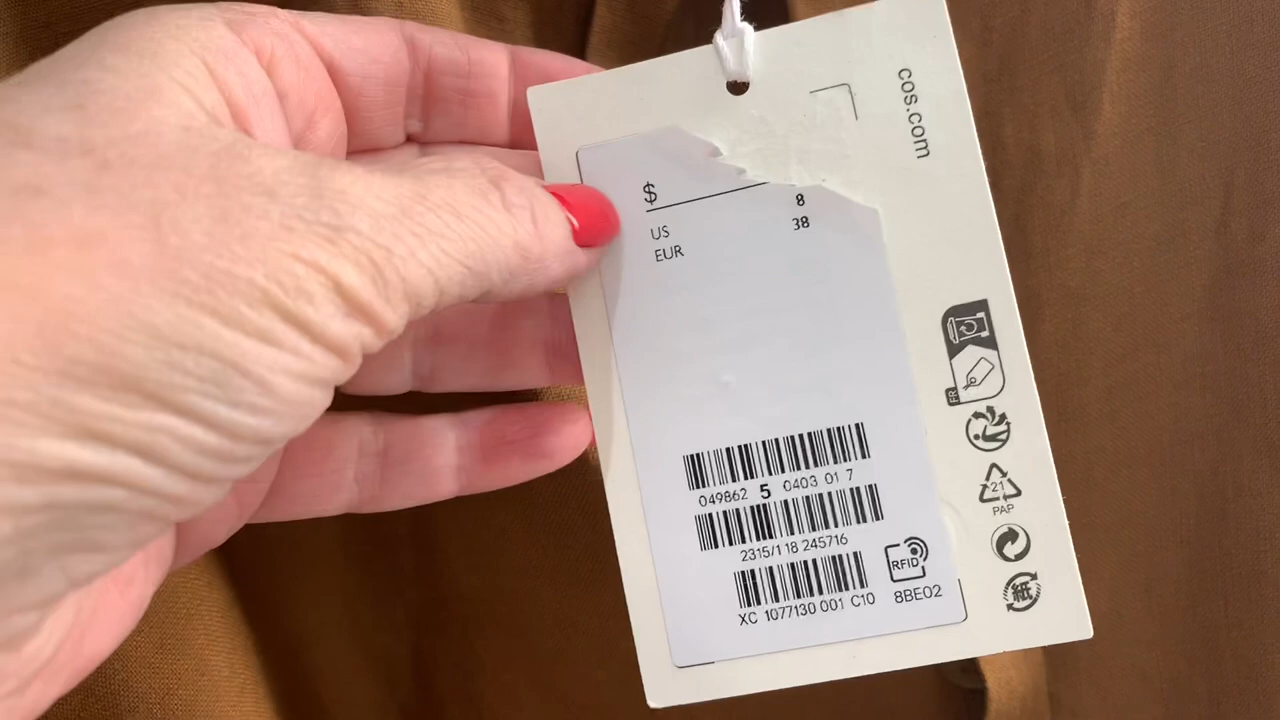 cos.com
$
US 8
EUR 38
049862 5 0403 01 7
2315/1 18 245716
XC 1077130 001 C10
RFID
8BE02
FR
21
PAP
紙